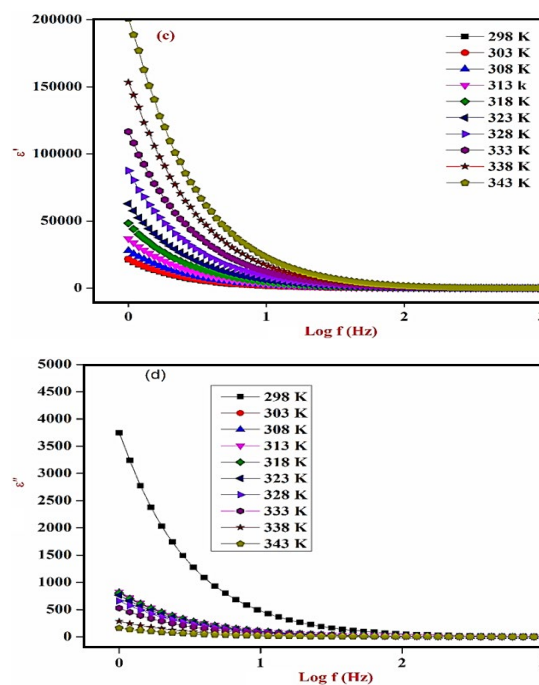 200000
(c)
298 K
303 K
308 K
313 k
318 K
323 K
328 K
333 K
338 K
343 K
150000
100000
50000
0
ε'
0 1 2
Log f (Hz)
5000
(d)
4500
4000
3500
3000
2500
2000
1500
1000
500
0
ε"
298 K
303 K
308 K
313 K
318 K
323 K
328 K
333 K
338 K
343 K
0 1 2
Log f (Hz)